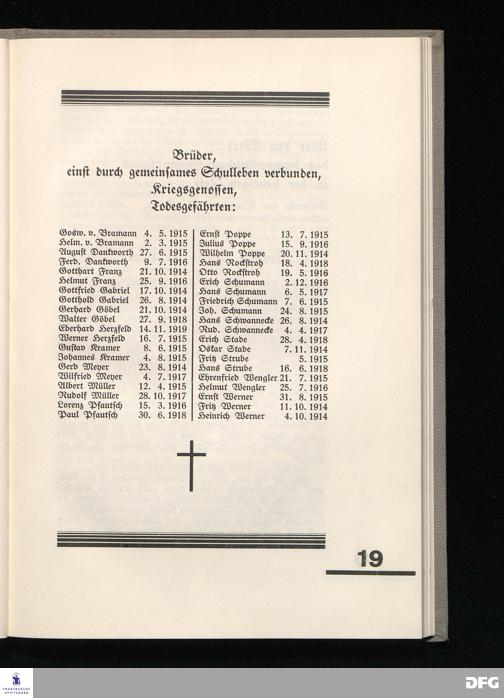 Brüder,
einst durch gemeinsames Schulleben verbunden,
Kriegsgenossen,
Todesgefährten:
Gosw. v. Bramann 4. 5. 1915
Helm. v. Bramann 2. 3. 1915
August Dankworth 27. 6. 1915
Ferd. Dankworth 9. 7. 1916
Gotthart Franz 21. 10. 1914
Helmut Franz 25. 9. 1916
Gottfried Gabriel 17. 10. 1914
Gotthold Gabriel 26. 8. 1914
Gerhard Göbel 21. 10. 1914
Walter Göbel 27. 9. 1918
Eberhard Herzfeld 14. 11. 1919
Werner Herzfeld 16. 7. 1915
Gustav Kramer 8. 6. 1915
Johannes Kramer 4. 8. 1915
Gerd Meyer 23. 8. 1914
Wilfried Meyer 4. 7. 1917
Albert Müller 12. 4. 1915
Rudolf Müller 28. 10. 1917
Lorenz Pfautsch 15. 3. 1916
Paul Pfautsch 30. 6. 1918
Ernst Poppe 13. 7. 1915
Julius Poppe 15. 9. 1916
Wilhelm Poppe 20. 11. 1914
Hans Rockstroh 18. 4. 1918
Otto Rockstroh 19. 5. 1916
Erich Schumann 2. 12. 1916
Hans Schumann 6. 5. 1917
Friedrich Schumann 7. 6. 1915
Joh. Schumann 24. 8. 1915
Hans Schwannecke 26. 8. 1914
Rud. Schwannecke 4. 4. 1917
Erich Stade 28. 4. 1918
Oskar Stade 7. 11. 1914
Fritz Strube 5. 1915
Hans Strube 16. 6. 1918
Ehrenfried Wengler 21. 7. 1915
Helmut Wengler 25. 7. 1916
Ernst Werner 31. 8. 1915
Fritz Werner 11. 10. 1914
Heinrich Werner 4. 10. 1914
19
FRANCKESCHE
STIFTUNGEN
DFG